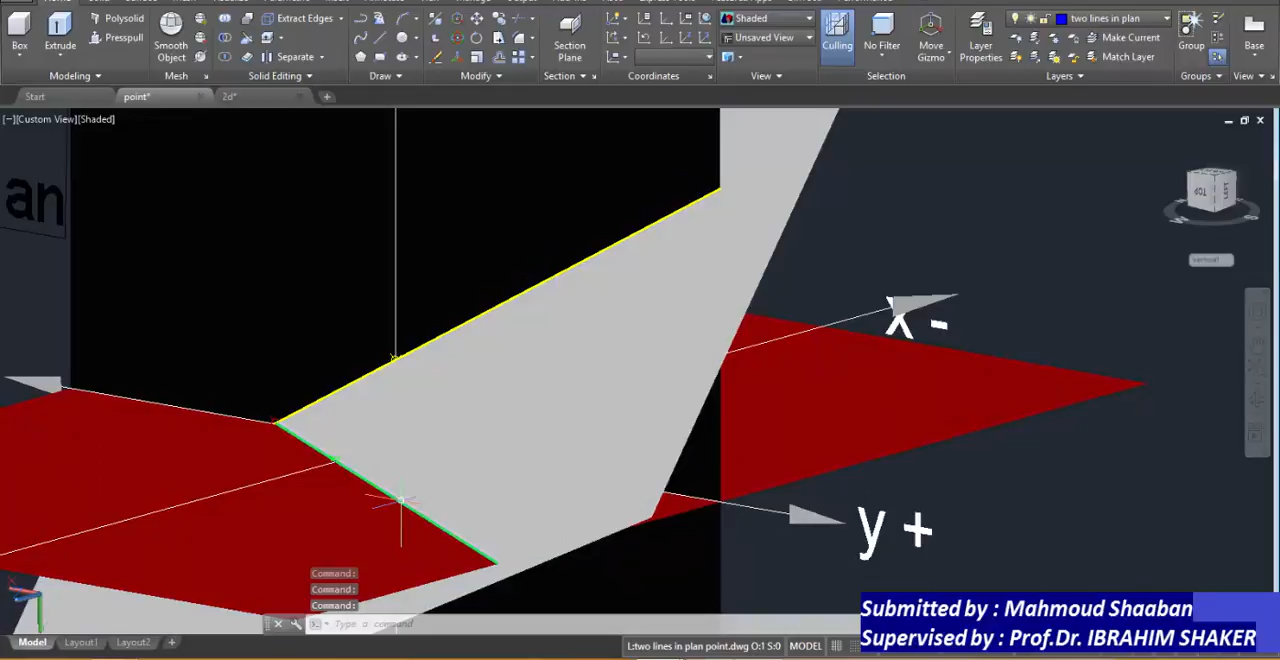 Box
Extrude
Polysolid
Presspull
Modeling
Smooth
Object
Mesh
Extract Edges
Separate
Solid Editing
Draw
Modify
Section
Plane
Section
Coordinates
Shaded
Unsaved View
View
Culling
No Filter
Move
Gizmo
Selection
Layer
Properties
two lines in plan
Make Current
Match Layer
Layers
Group
Groups
Base
View
Start
point*
2d*
[−][Custom View][Shaded]
an
TOP
vertical
X -
y +
Command:
Command:
Command:
Type a command
Model
Layout1
Layout2
L:two lines in plan point.dwg O:1 S:0
MODEL
Submitted by : Mahmoud Shaaban
Supervised by : Prof.Dr. IBRAHIM SHAKER